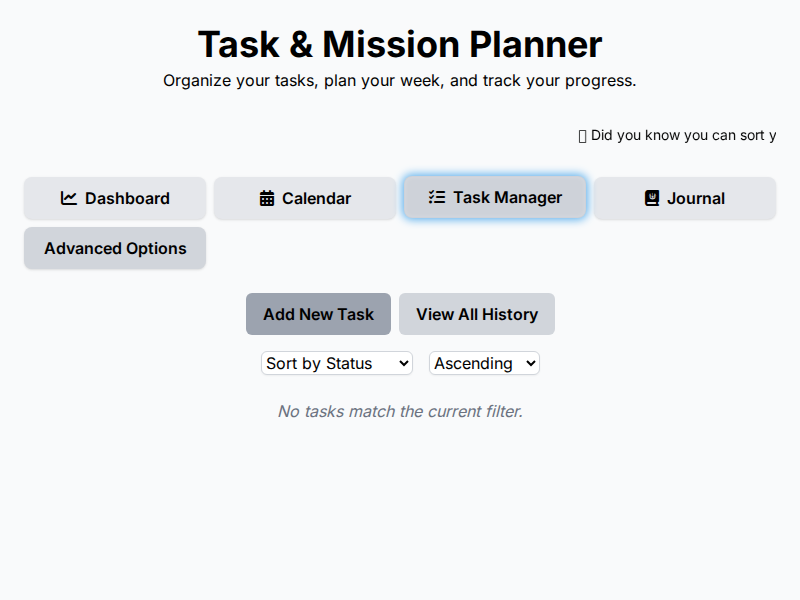 Task & Mission Planner
Organize your tasks, plan your week, and track your progress.
Did you know you can sort y
Dashboard
Calendar
Task Manager
Journal
Advanced Options
Add New Task
View All History
Sort by Status
Ascending
No tasks match the current filter.